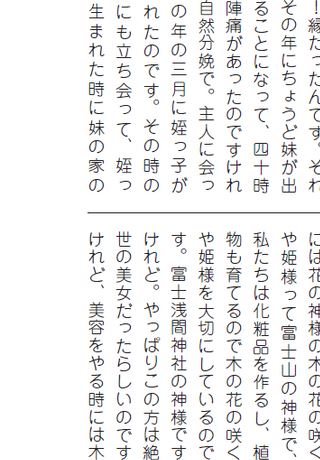 ！縁だったんです。それ
その年にちょうど妹が出
ることになって、四十時
陣痛があったのですけれ
自然分娩で。主人に会っ
の年の三月に姪っ子が
れたのです。その時の
にも立ち会って、姪っ
生まれた時に妹の家の
には花の神様の木の花の咲く
や姫様って富士山の神様で、
私たちは化粧品を作るし、植
物も育てるので木の花の咲く
や姫様を大切にしているので
す。富士浅間神社の神様です
けれど。やっぱりこの方は絶
世の美女だったらしいのです
けれど、美容をやる時には木